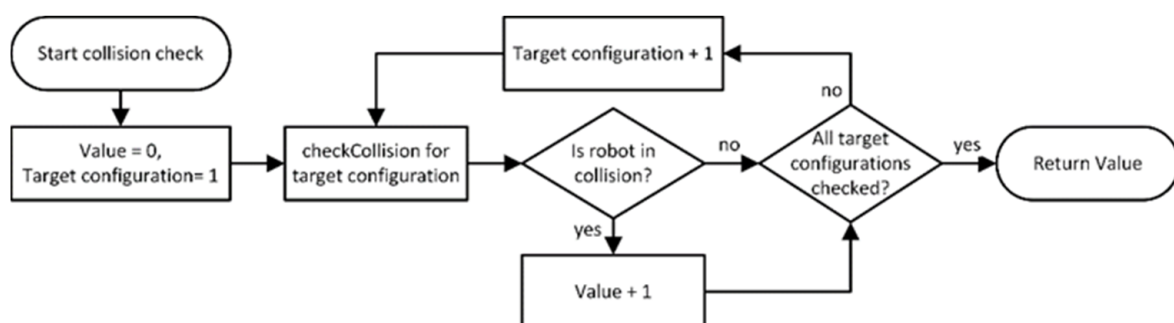 Start collision check
Value = 0,
Target configuration= 1
checkCollision for
target configuration
Target configuration + 1
Is robot in
collision?
no
yes
Value + 1
no
All target
configurations
checked?
yes
Return Value